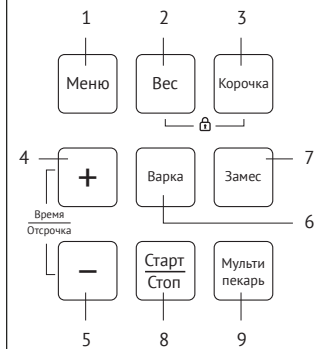 1 2 3
Меню Вес Корочка
4 + Варка Замес 7
Время
Отсрочка
6
− Старт
Стоп Мульти
пекарь
5 8 9